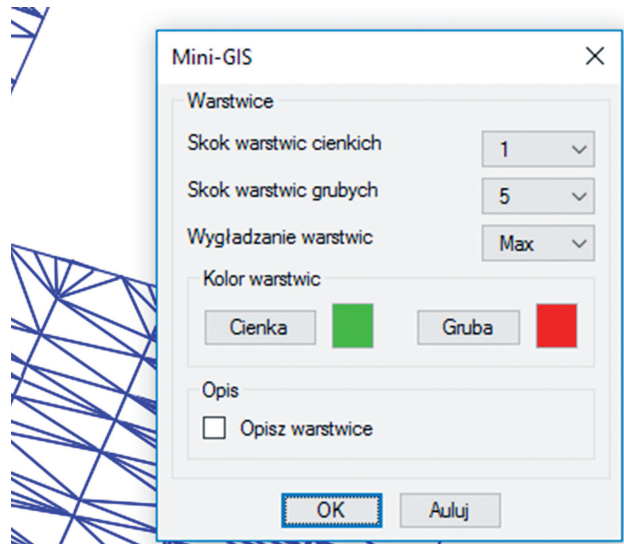 Mini-GIS
Warstwice
Skok warstwic cienkich 1
Skok warstwic grubych 5
Wygładzanie warstwic Max
Kolor warstwic
Cienka Gruba
Opis
Opisz warstwice
OK Auluj